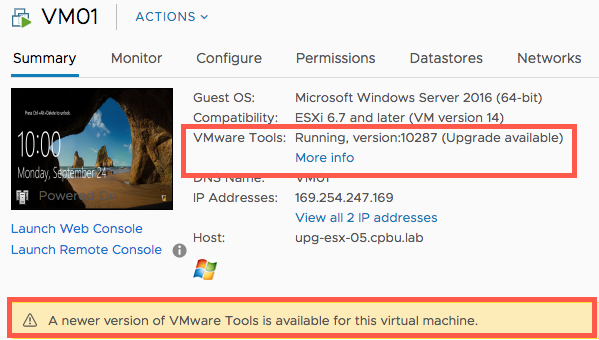 VM01
ACTIONS
Summary Monitor Configure Permissions Datastores Networks
Press Ctrl+Alt+Delete to unlock.
10:00
Monday, September 24
Powered On
Launch Web Console
Launch Remote Console
Guest OS: Microsoft Windows Server 2016 (64-bit)
Compatibility: ESXi 6.7 and later (VM version 14)
VMware Tools: Running, version:10287 (Upgrade available)
More info
DNS Name: VM01
IP Addresses: 169.254.247.169
View all 2 IP addresses
Host: upg-esx-05.cpbu.lab
A newer version of VMware Tools is available for this virtual machine.